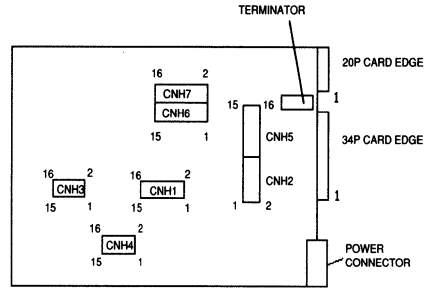 TERMINATOR
20P CARD EDGE
16 2
CNH7
CNH6
15 1
15 16
1
CNH5
34P CARD EDGE
CNH2
1 2
1
16 2
CNH3
15 1
16 2
CNH1
15 1
16 2
CNH4
15 1
POWER
CONNECTOR